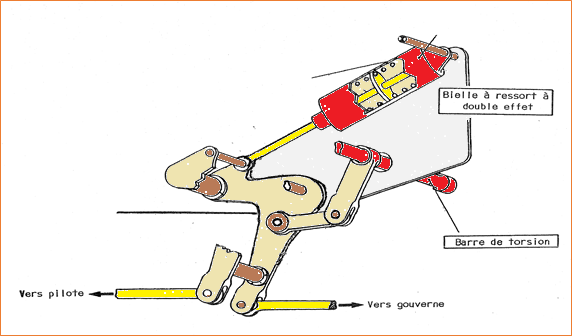 Bielle à ressort à
double effet
Barre de torsion
Vers pilote
Vers gouverne